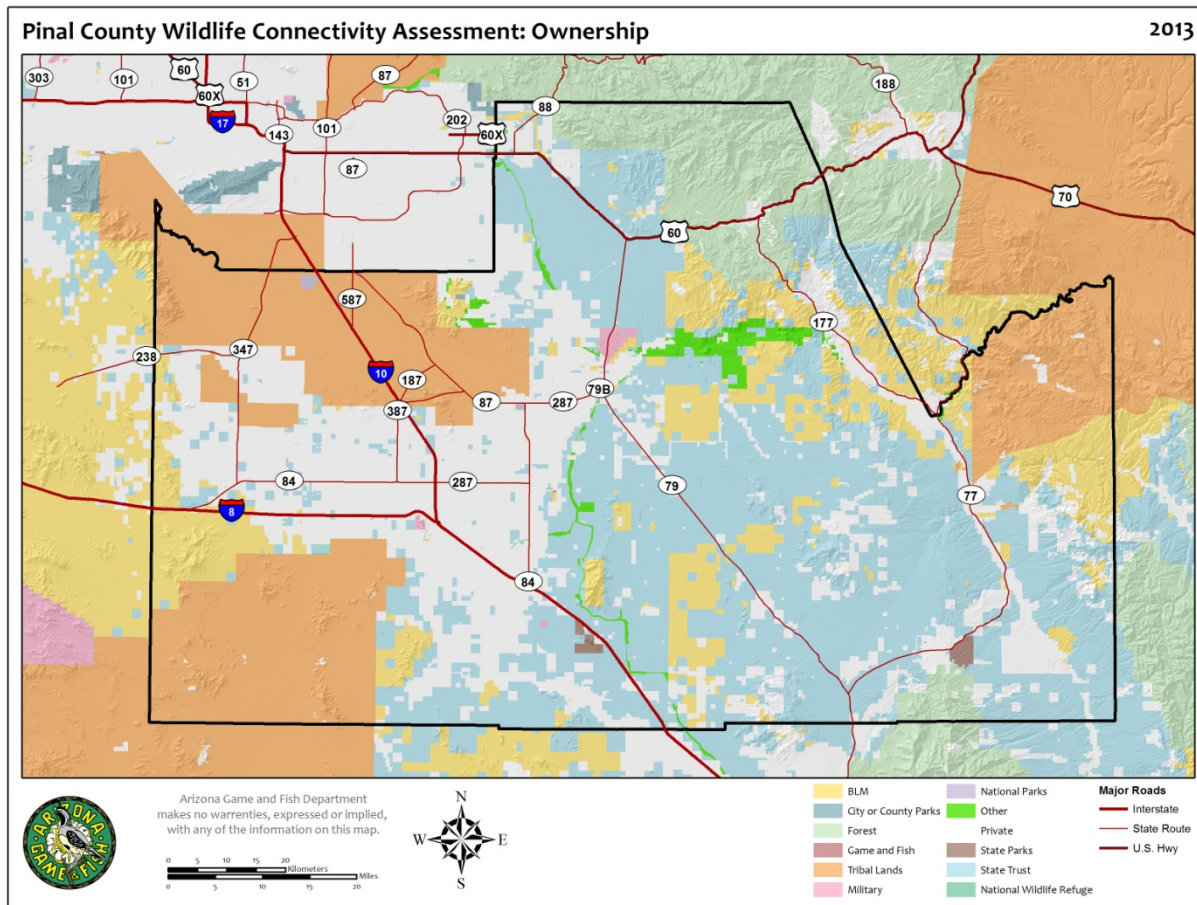 Pinal County Wildlife Connectivity Assessment: Ownership
2013
303
101
60
51
60X
17
143
87
101
202
60X
88
188
87
60
70
587
177
238
347
10
187
387
87
287
79B
84
287
79
77
8
84
ARIZONA
GAME & FISH
Arizona Game and Fish Department
makes no warrenties, expressed or implied,
with any of the information on this map.
0 5 10 15 20
Kilometers
Miles
0 5 10 15 20
N
W E
S
BLM
City or County Parks
Forest
Game and Fish
Tribal Lands
Military
National Parks
Other
Private
State Parks
State Trust
National Wildlife Refuge
Major Roads
Interstate
State Route
U.S. Hwy